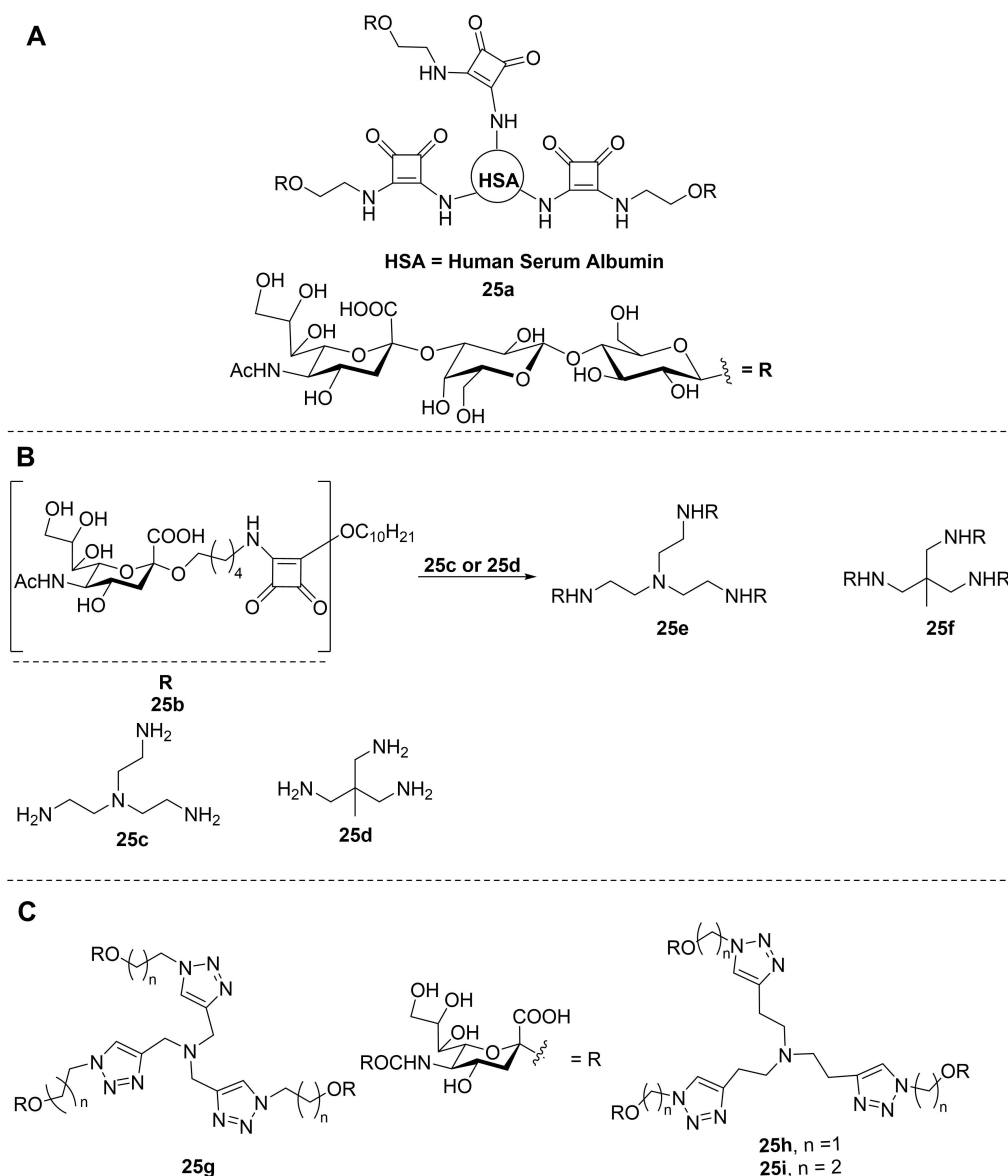 A
RO
O
O
HN
NH
O
O
O
O
RO
N
H
N
H
HSA
N
H
N
H
OR
HSA = Human Serum Albumin
25a
OH
OH
OH
HOOC
O
O
AcHN
HO
OH
O
HO
OH
O
OH
O
HO
OH
O
= R
B
OH
OH
OH
COOH
O
O
AcHN
HO
4
H
N
O
O
OC10H21
R
25b
25c or 25d
NHR
N
RHN
NHR
25e
NHR
RHN
NHR
25f
NH2
N
H2N
NH2
25c
NH2
H2N
NH2
25d
C
RO
( )n
N
N
N
N
N
N
N
RO
( )n
N
N
N
( )n
OR
25g
OH
OH
OH
COOH
O
ROCHN
HO
= R
RO
( )n
N
N
N
N
N
N
N
RO
( )n
N
N
N
( )n
OR
25h, n =1
25i, n = 2